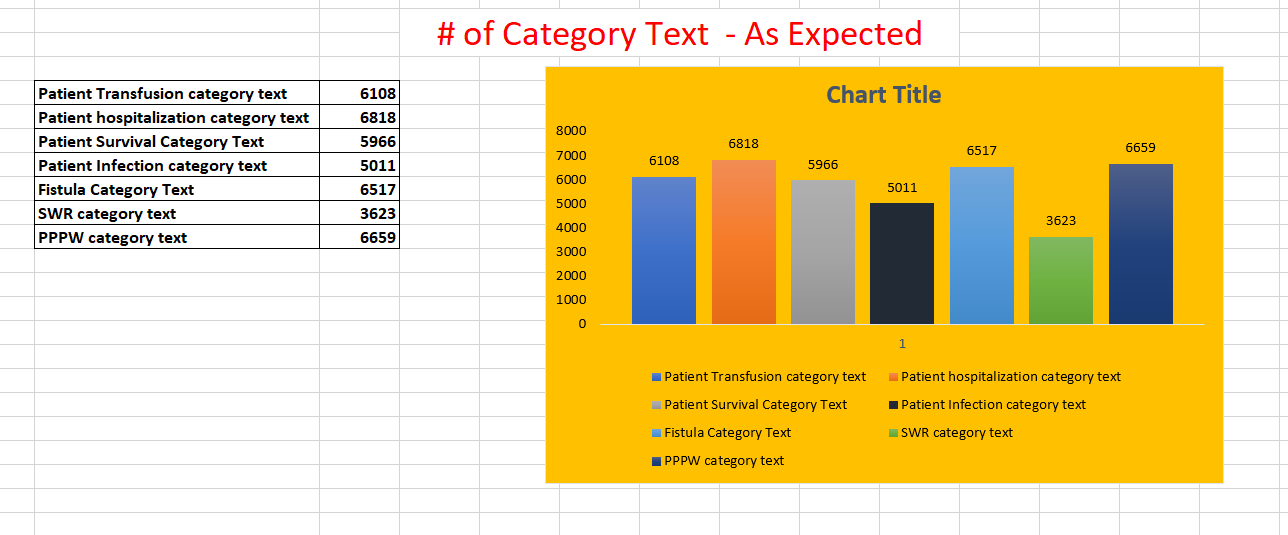 # of Category Text - As Expected
Patient Transfusion category text 6108
Patient hospitalization category text 6818
Patient Survival Category Text 5966
Patient Infection category text 5011
Fistula Category Text 6517
SWR category text 3623
PPPW category text 6659
Chart Title
8000
7000
6000
5000
4000
3000
2000
1000
0
6108
6818
5966
5011
6517
3623
6659
1
Patient Transfusion category text Patient hospitalization category text
Patient Survival Category Text Patient Infection category text
Fistula Category Text SWR category text
PPPW category text